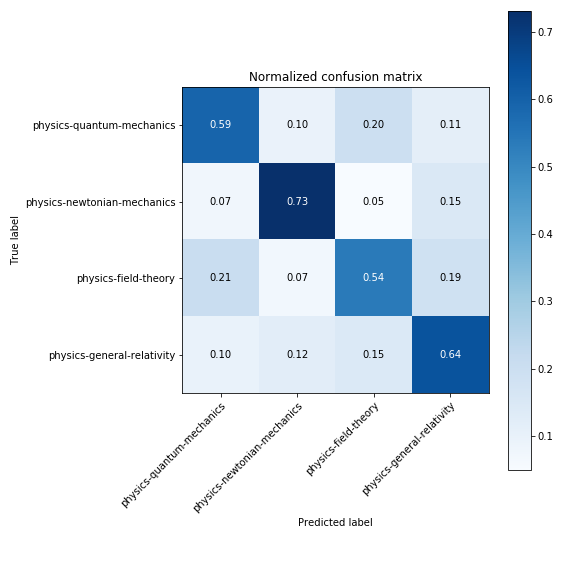 Normalized confusion matrix
True label
physics-quantum-mechanics 0.59 0.10 0.20 0.11
physics-newtonian-mechanics 0.07 0.73 0.05 0.15
physics-field-theory 0.21 0.07 0.54 0.19
physics-general-relativity 0.10 0.12 0.15 0.64
physics-quantum-mechanics
physics-newtonian-mechanics
physics-field-theory
physics-general-relativity
Predicted label
0.7
0.6
0.5
0.4
0.3
0.2
0.1